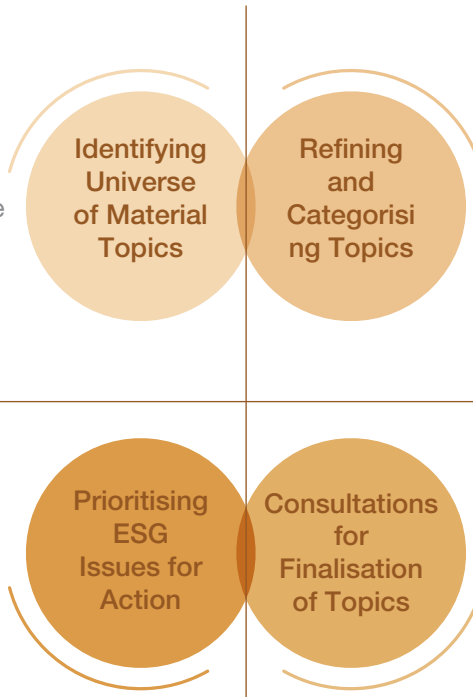 Identifying
Universe
of Material
Topics
Refining
and
Categorisi
ng Topics
e
Prioritising
ESG
Issues for
Action
Consultations
for
Finalisation
of Topics